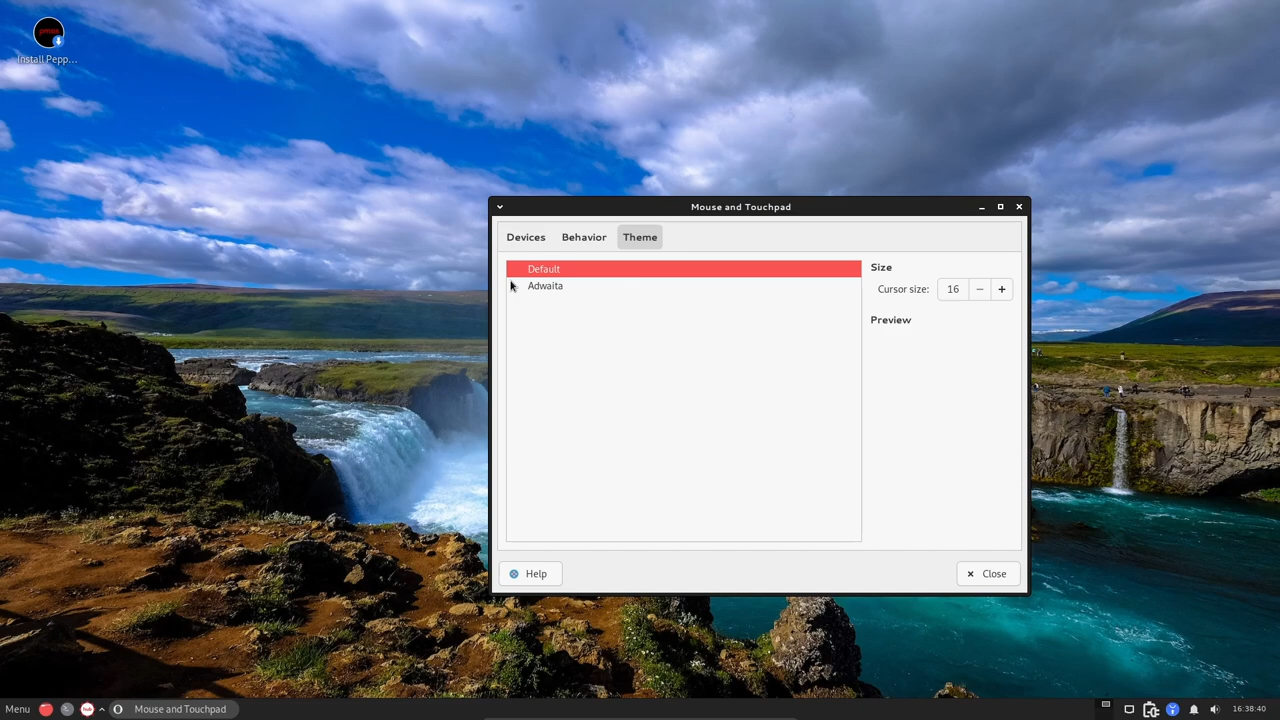 Install Pepp...
Mouse and Touchpad
Devices
Behavior
Theme
Default
Adwaita
Size
Cursor size:
16
Preview
Help
Close
Menu
Mouse and Touchpad
16:38:40